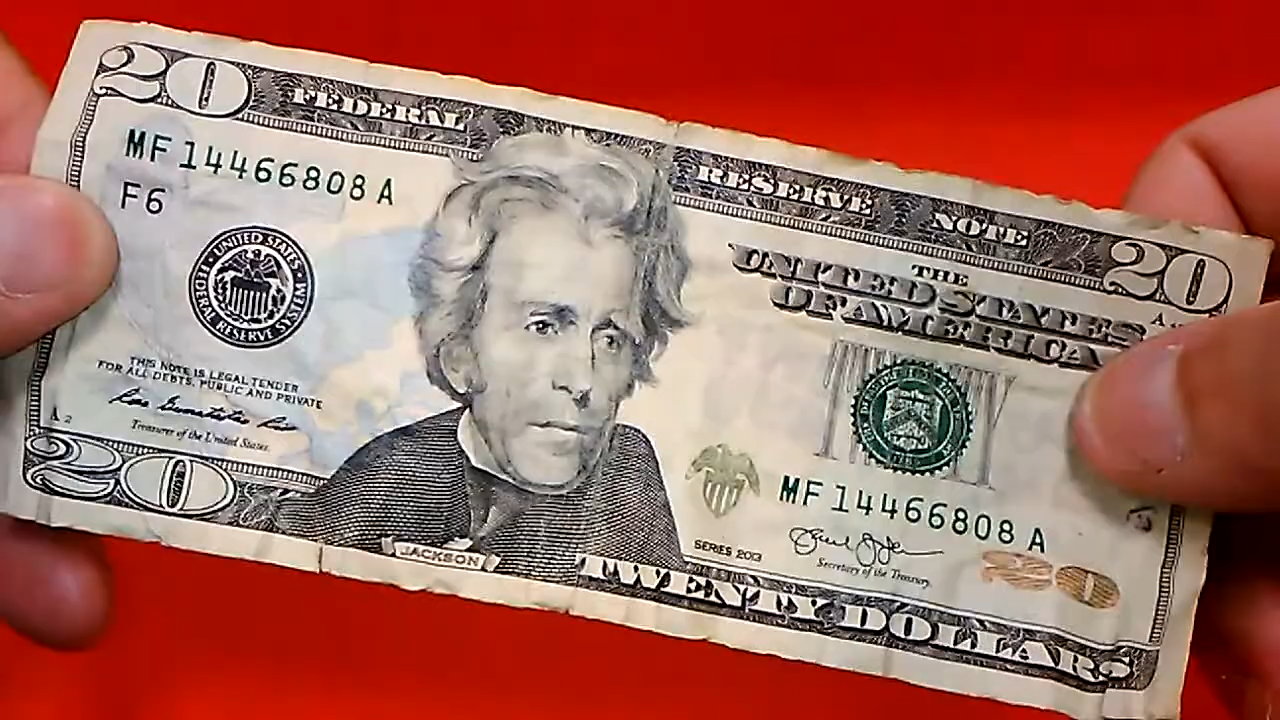 20 FEDERAL RESERVE NOTE 20
MF 14466808 A
F6
UNITED STATES FEDERAL RESERVE SYSTEM
THE
UNITED STATES
OF AMERICA
THIS NOTE IS LEGAL TENDER
FOR ALL DEBTS, PUBLIC AND PRIVATE
A 2
Treasurer of the United States.
MF 14466808 A
SERIES 2013
Secretary of the Treasury.
20
20
JACKSON
TWENTY DOLLARS